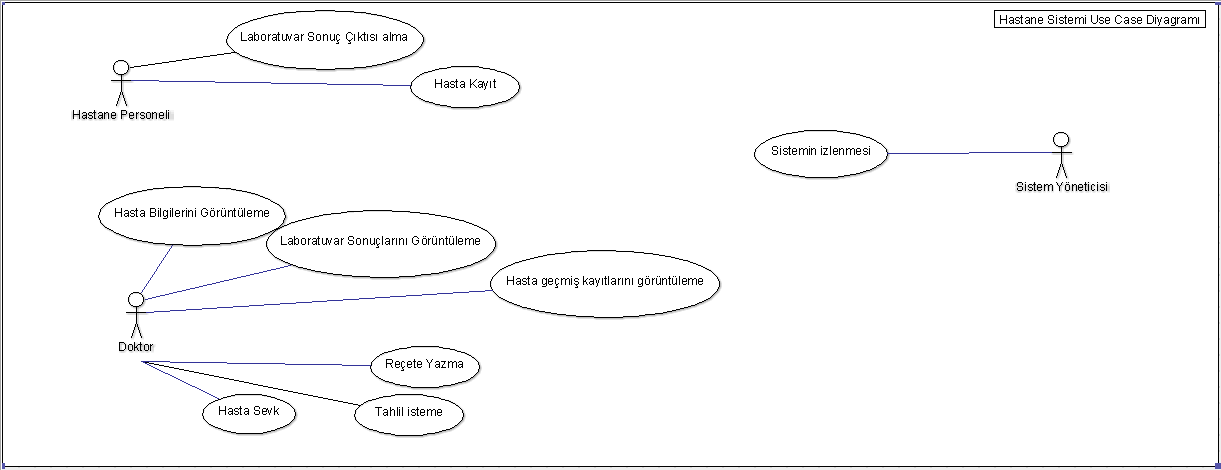 Hastane Sistemi Use Case Diyagramı
Laboratuvar Sonuç Çıktısı alma
Hasta Kayıt
Hastane Personeli
Sistemin izlenmesi
Sistem Yöneticisi
Hasta Bilgilerini Görüntüleme
Laboratuvar Sonuçlarını Görüntüleme
Hasta geçmiş kayıtlarını görüntüleme
Doktor
Reçete Yazma
Hasta Sevk
Tahlil isteme